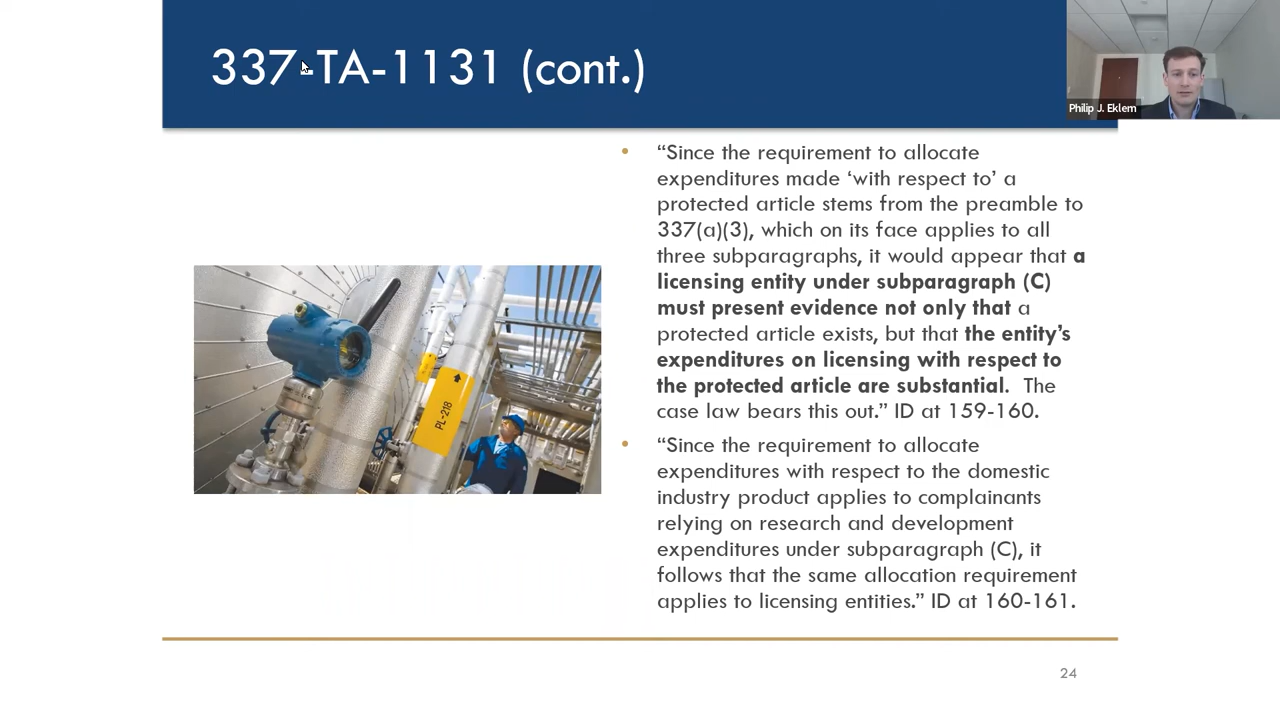 337-TA-1131 (cont.)
Philip J. Eklem
• “Since the requirement to allocate
expenditures made ‘with respect to’ a
protected article stems from the preamble to
337(a)(3), which on its face applies to all
three subparagraphs, it would appear that a
licensing entity under subparagraph (C)
must present evidence not only that a
protected article exists, but that the entity’s
expenditures on licensing with respect to
the protected article are substantial. The
case law bears this out.” ID at 159-160.
• “Since the requirement to allocate
expenditures with respect to the domestic
industry product applies to complainants
relying on research and development
expenditures under subparagraph (C), it
follows that the same allocation requirement
applies to licensing entities.” ID at 160-161.
PL-218
24